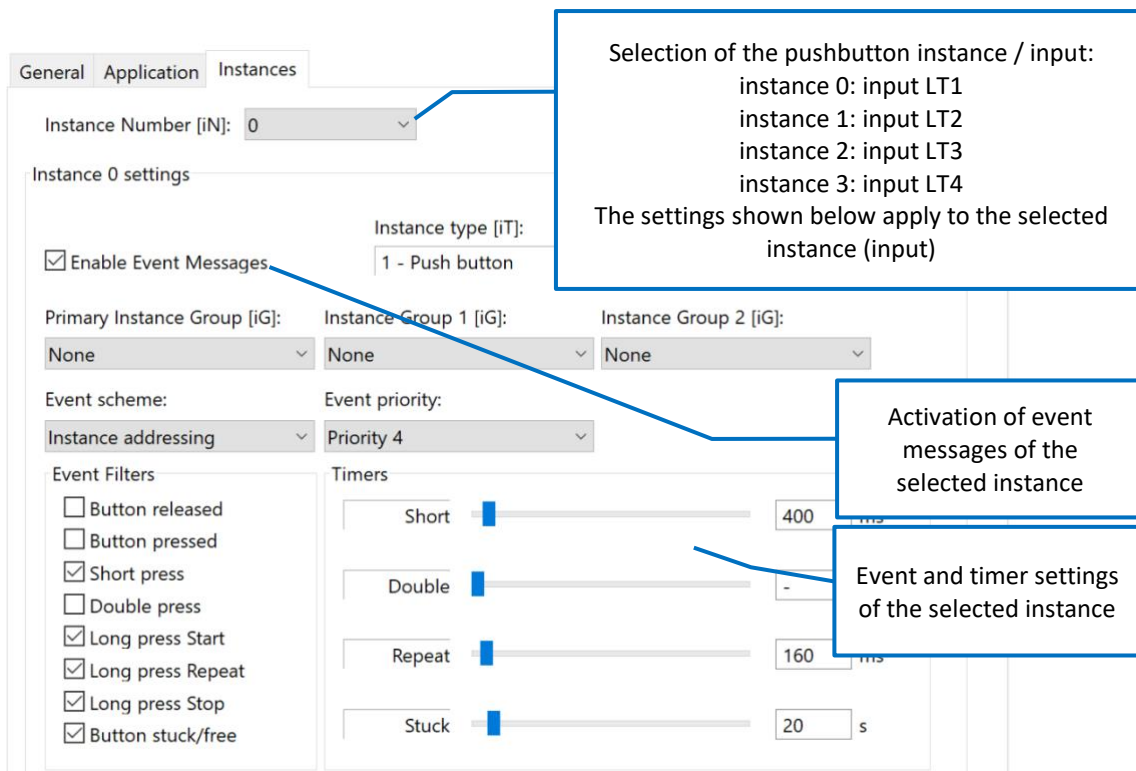 Selection of the pushbutton instance / input:
instance 0: input LT1
instance 1: input LT2
instance 2: input LT3
instance 3: input LT4
The settings shown below apply to the selected
instance (input)
General Application Instances
Instance Number [iN]: 0
Instance 0 settings
Instance type [iT]:
Enable Event Messages 1 - Push button
Primary Instance Group [iG]: Instance Group 1 [iG]: Instance Group 2 [iG]:
None None None
Event scheme: Event priority:
Instance addressing Priority 4
Activation of event
messages of the
selected instance
Event Filters
Button released
Button pressed
Short press
Double press
Long press Start
Long press Repeat
Long press Stop
Button stuck/free
Timers
Short 400 ms
Double -
Repeat 160 ms
Stuck 20 s
Event and timer settings
of the selected instance